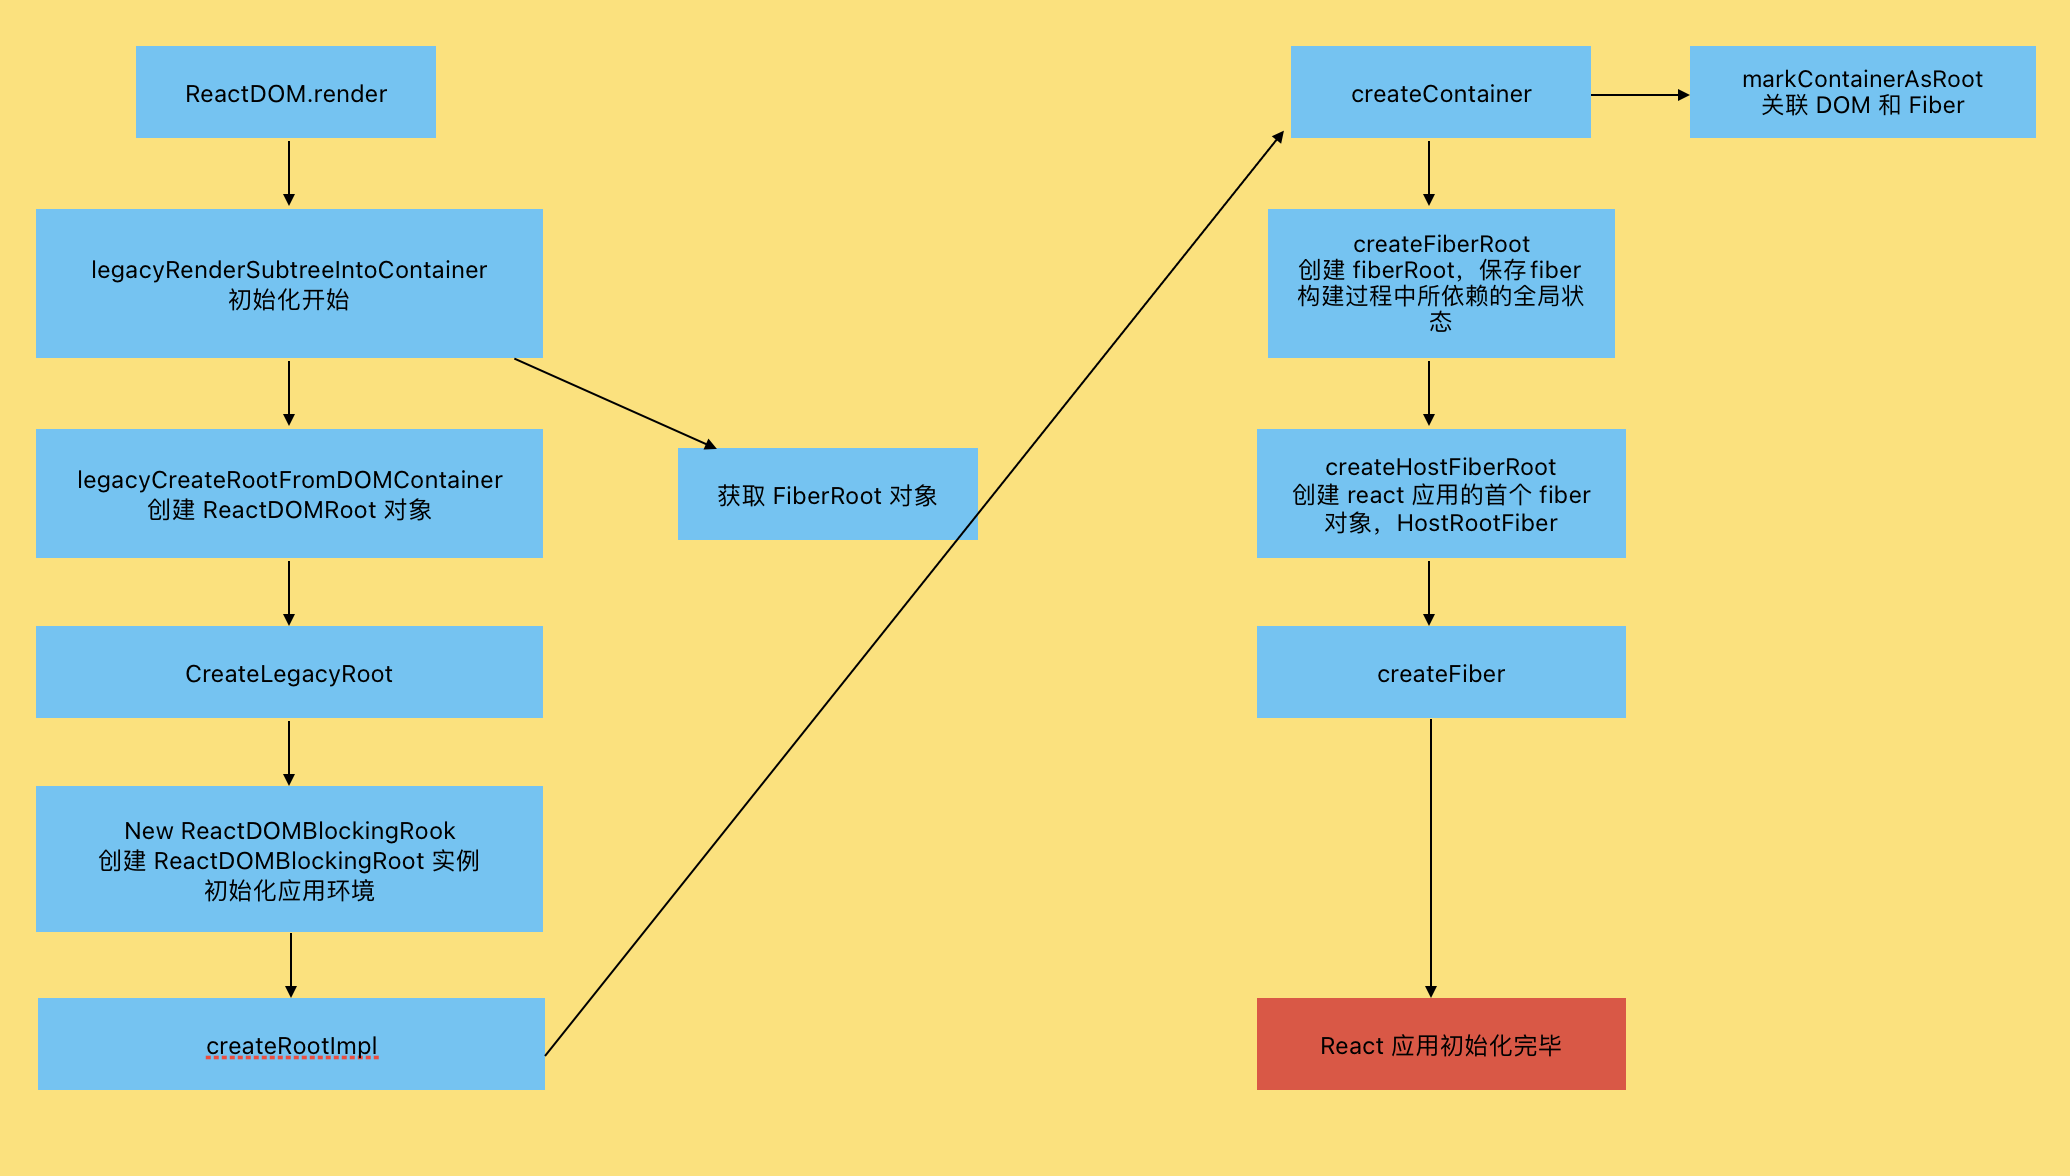 ReactDOM.render
legacyRenderSubtreeIntoContainer
初始化开始
legacyCreateRootFromDOMContainer
创建 ReactDOMRoot 对象
获取 FiberRoot 对象
CreateLegacyRoot
New ReactDOMBlockingRook
创建 ReactDOMBlockingRoot 实例
初始化应用环境
createRootImpl
createContainer
markContainerAsRoot
关联 DOM 和 Fiber
createFiberRoot
创建 fiberRoot，保存fiber
构建过程中所依赖的全局状
态
createHostFiberRoot
创建 react 应用的首个 fiber
对象，HostRootFiber
createFiber
React 应用初始化完毕